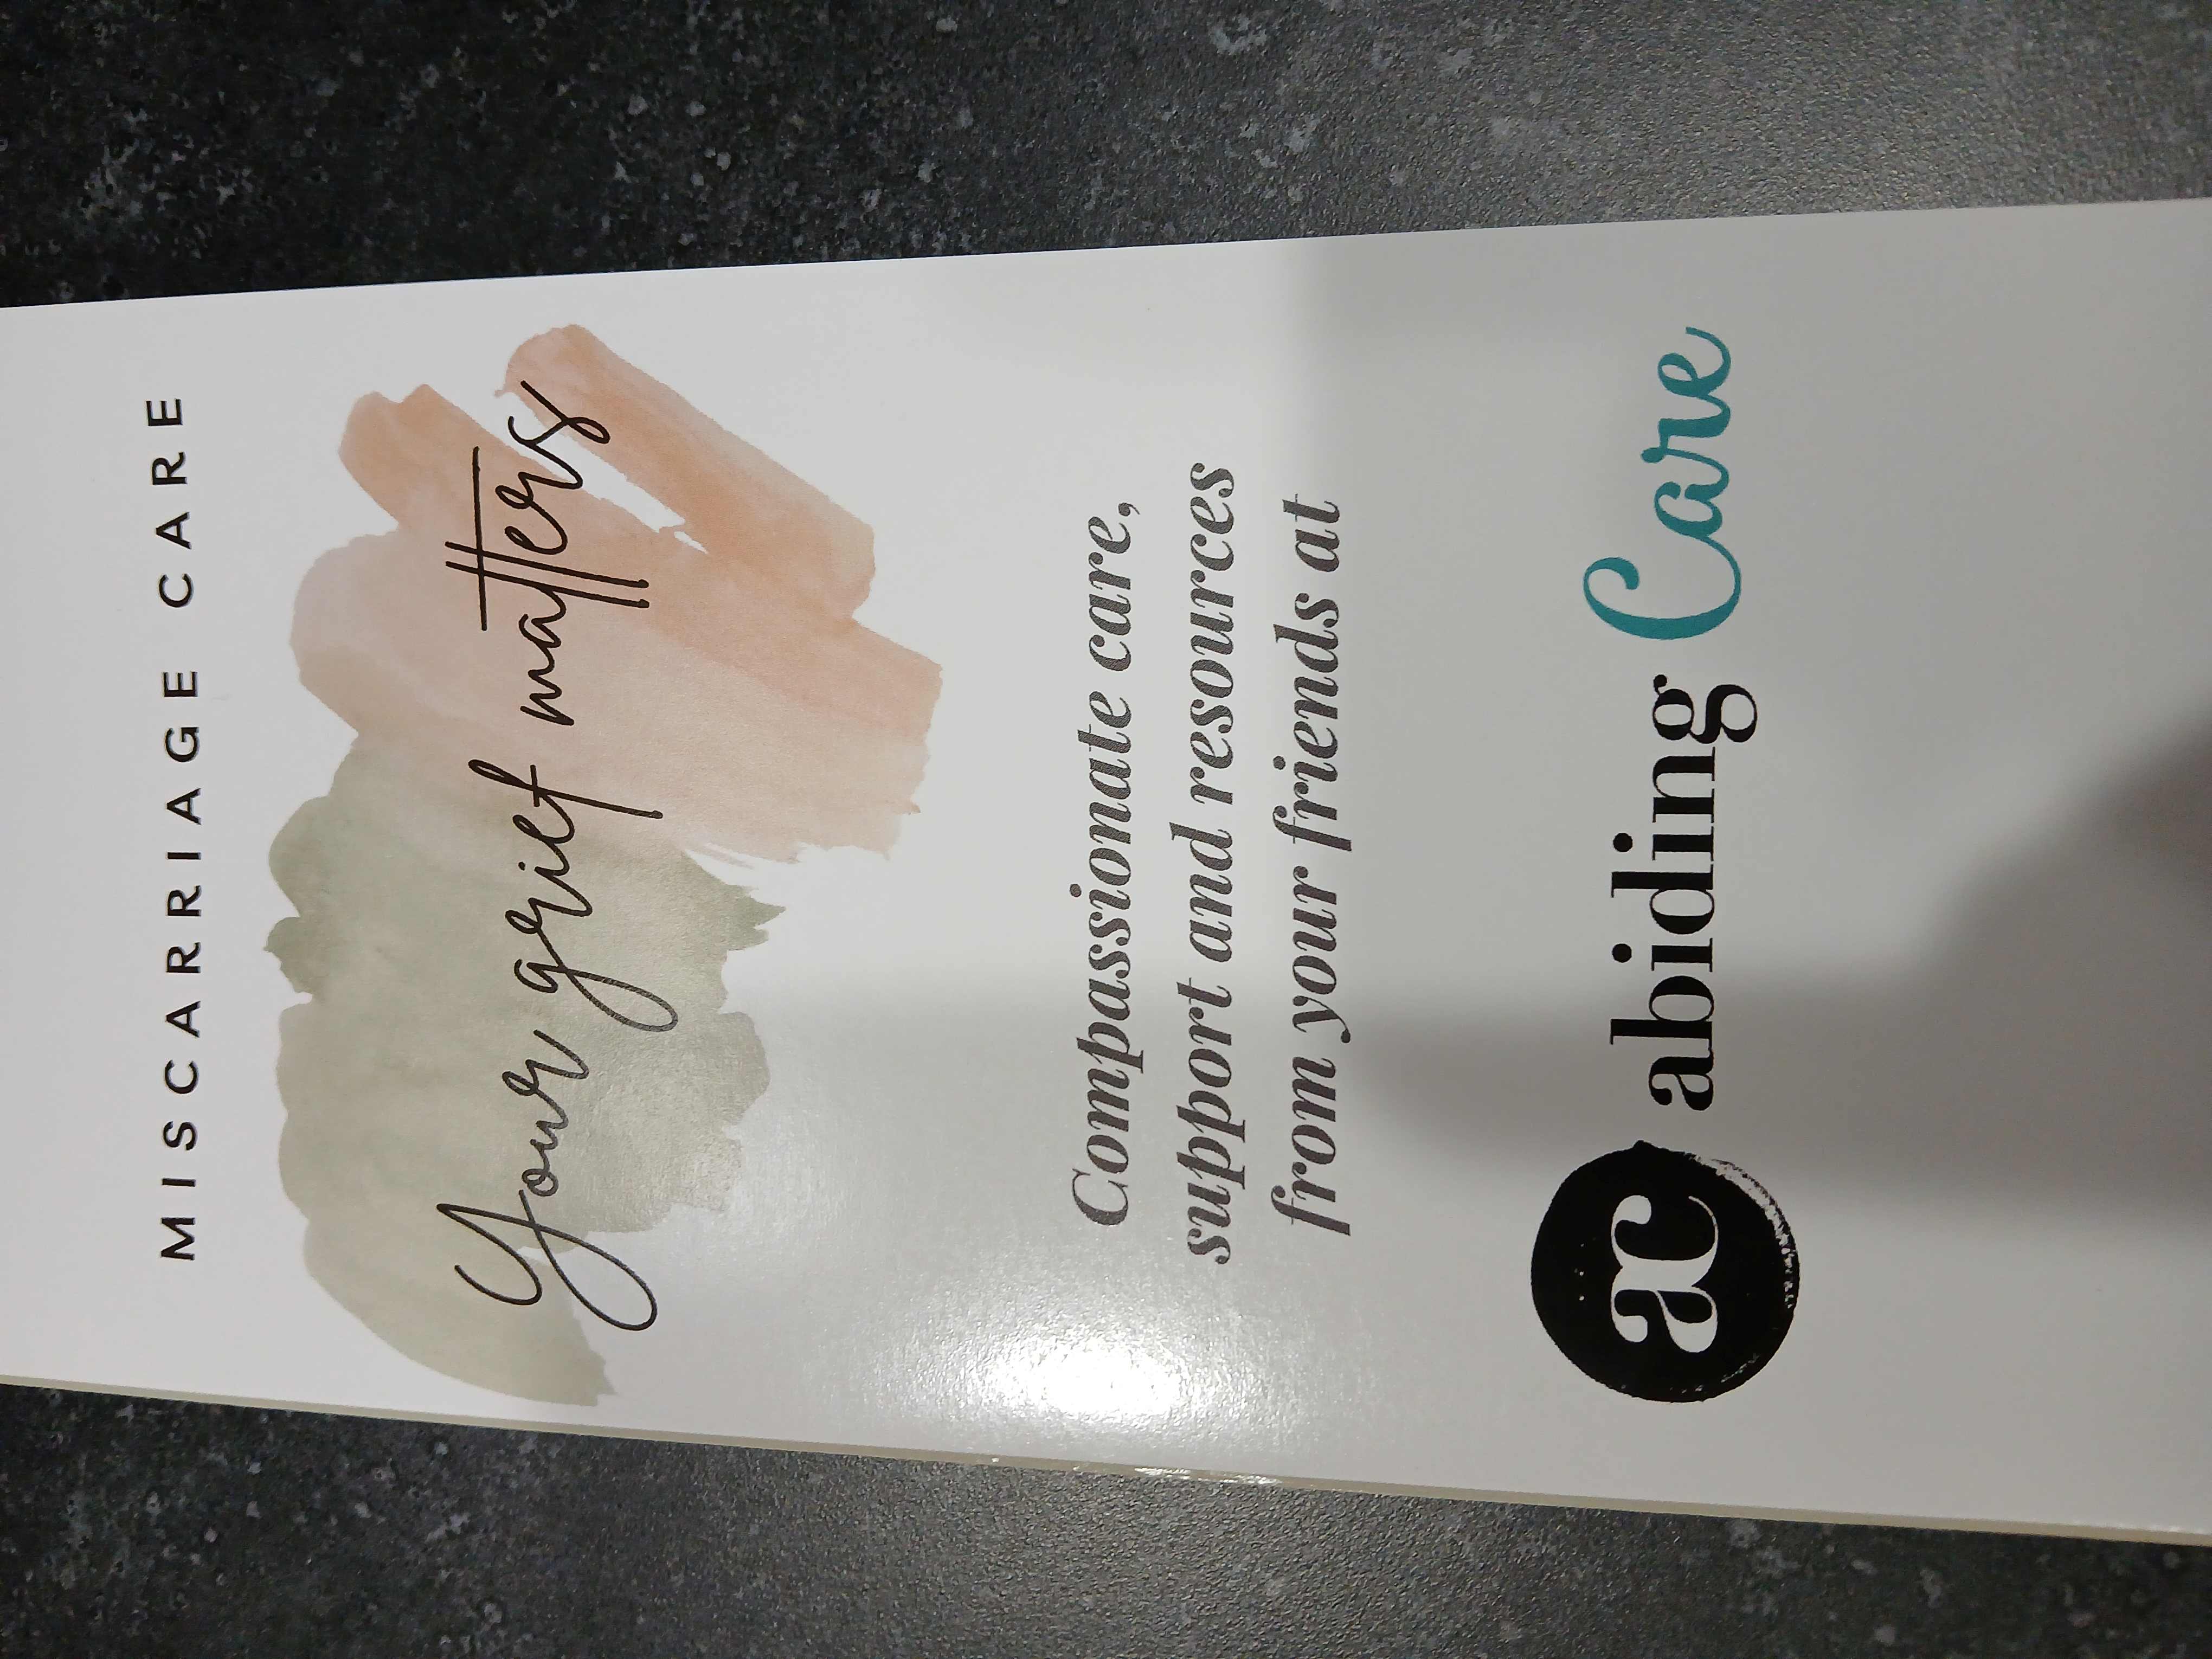 MISCARRIAGE CARE
Your grief matters
Compassionate care,
support and resources
from your friends at
ac abiding Care